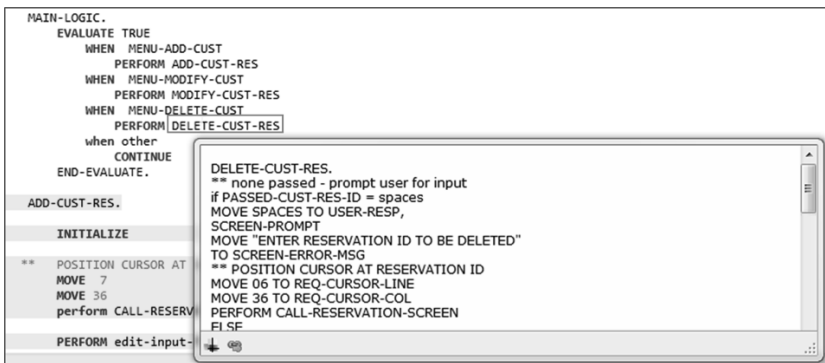 MAIN-LOGIC.
EVALUATE TRUE
WHEN MENU-ADD-CUST
PERFORM ADD-CUST-RES
WHEN MENU-MODIFY-CUST
PERFORM MODIFY-CUST-RES
WHEN MENU-DELETE-CUST
PERFORM DELETE-CUST-RES
when other
CONTINUE
END-EVALUATE.
ADD-CUST-RES.
INITIALIZE
** POSITION CURSOR AT
MOVE 7
MOVE 36
perform CALL-RESERV
PERFORM edit-input-
DELETE-CUST-RES.
** none passed - prompt user for input
if PASSED-CUST-RES-ID = spaces
MOVE SPACES TO USER-RESP,
SCREEN-PROMPT
MOVE "ENTER RESERVATION ID TO BE DELETED"
TO SCREEN-ERROR-MSG
** POSITION CURSOR AT RESERVATION ID
MOVE 06 TO REQ-CURSOR-LINE
MOVE 36 TO REQ-CURSOR-COL
PERFORM CALL-RESERVATION-SCREEN
ELSE